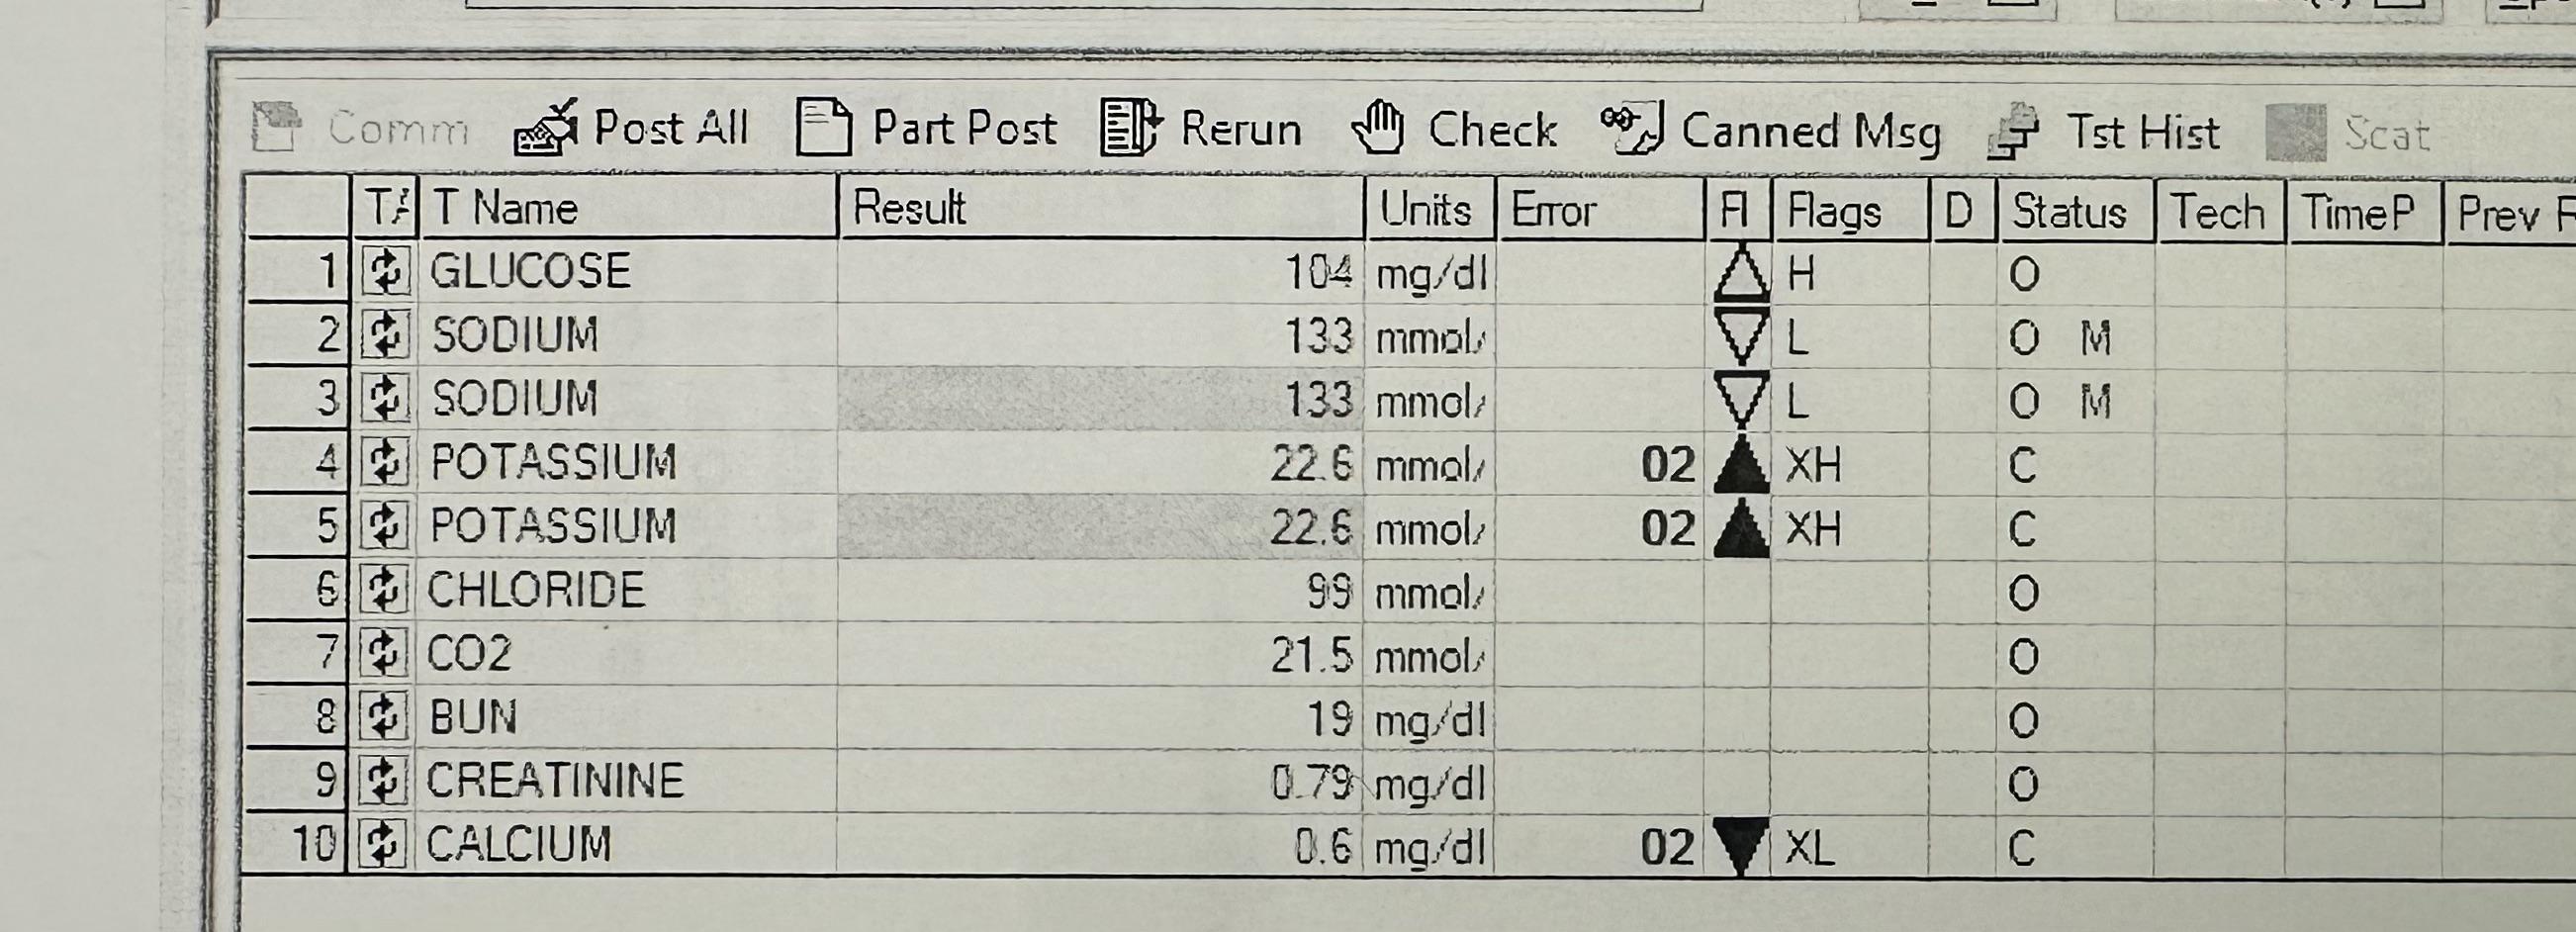 Comm Post All Part Post Rerun Check Canned Msg Tst Hist Scat
T Name Result Units Error Fl Flags D Status Tech TimeP Prev
1 GLUCOSE 104 mg/dl H O
2 SODIUM 133 mmol/ L O M
3 SODIUM 133 mmol/ L O M
4 POTASSIUM 22.6 mmol/ 02 XH C
5 POTASSIUM 22.6 mmol/ 02 XH C
6 CHLORIDE 99 mmol/ O
7 CO2 21.5 mmol/ O
8 BUN 19 mg/dl O
9 CREATININE 0.79 mg/dl O
10 CALCIUM 0.6 mg/dl 02 XL C